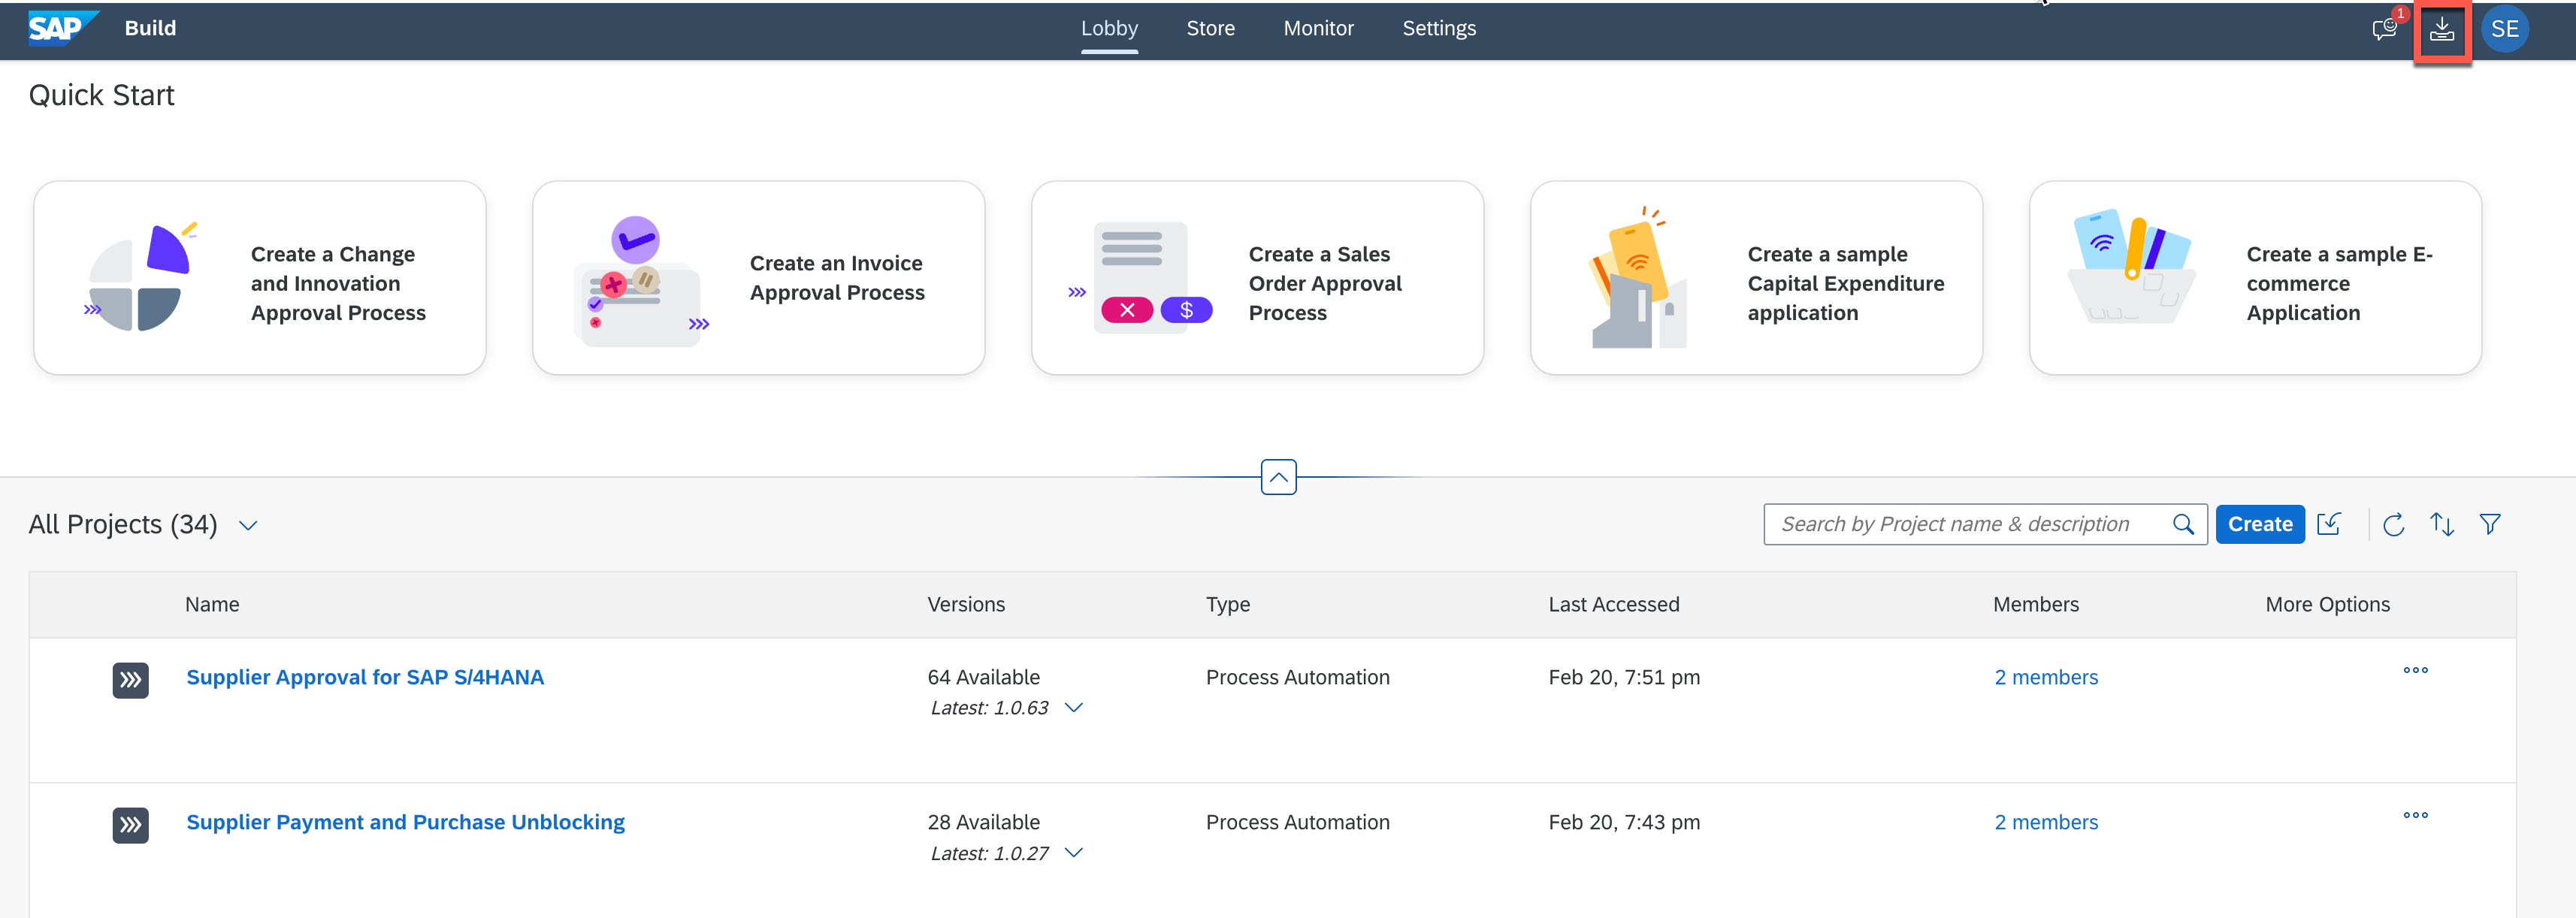 SAP Build Lobby Store Monitor Settings 1 SE
Quick Start
Create a Change
and Innovation
Approval Process
Create an Invoice
Approval Process
Create a Sales
Order Approval
Process
$
Create a sample
Capital Expenditure
application
Create a sample E-
commerce
Application
All Projects (34) Search by Project name & description Create
Name Versions Type Last Accessed Members More Options
Supplier Approval for SAP S/4HANA 64 Available Process Automation Feb 20, 7:51 pm 2 members
Latest: 1.0.63
Supplier Payment and Purchase Unblocking 28 Available Process Automation Feb 20, 7:43 pm 2 members
Latest: 1.0.27